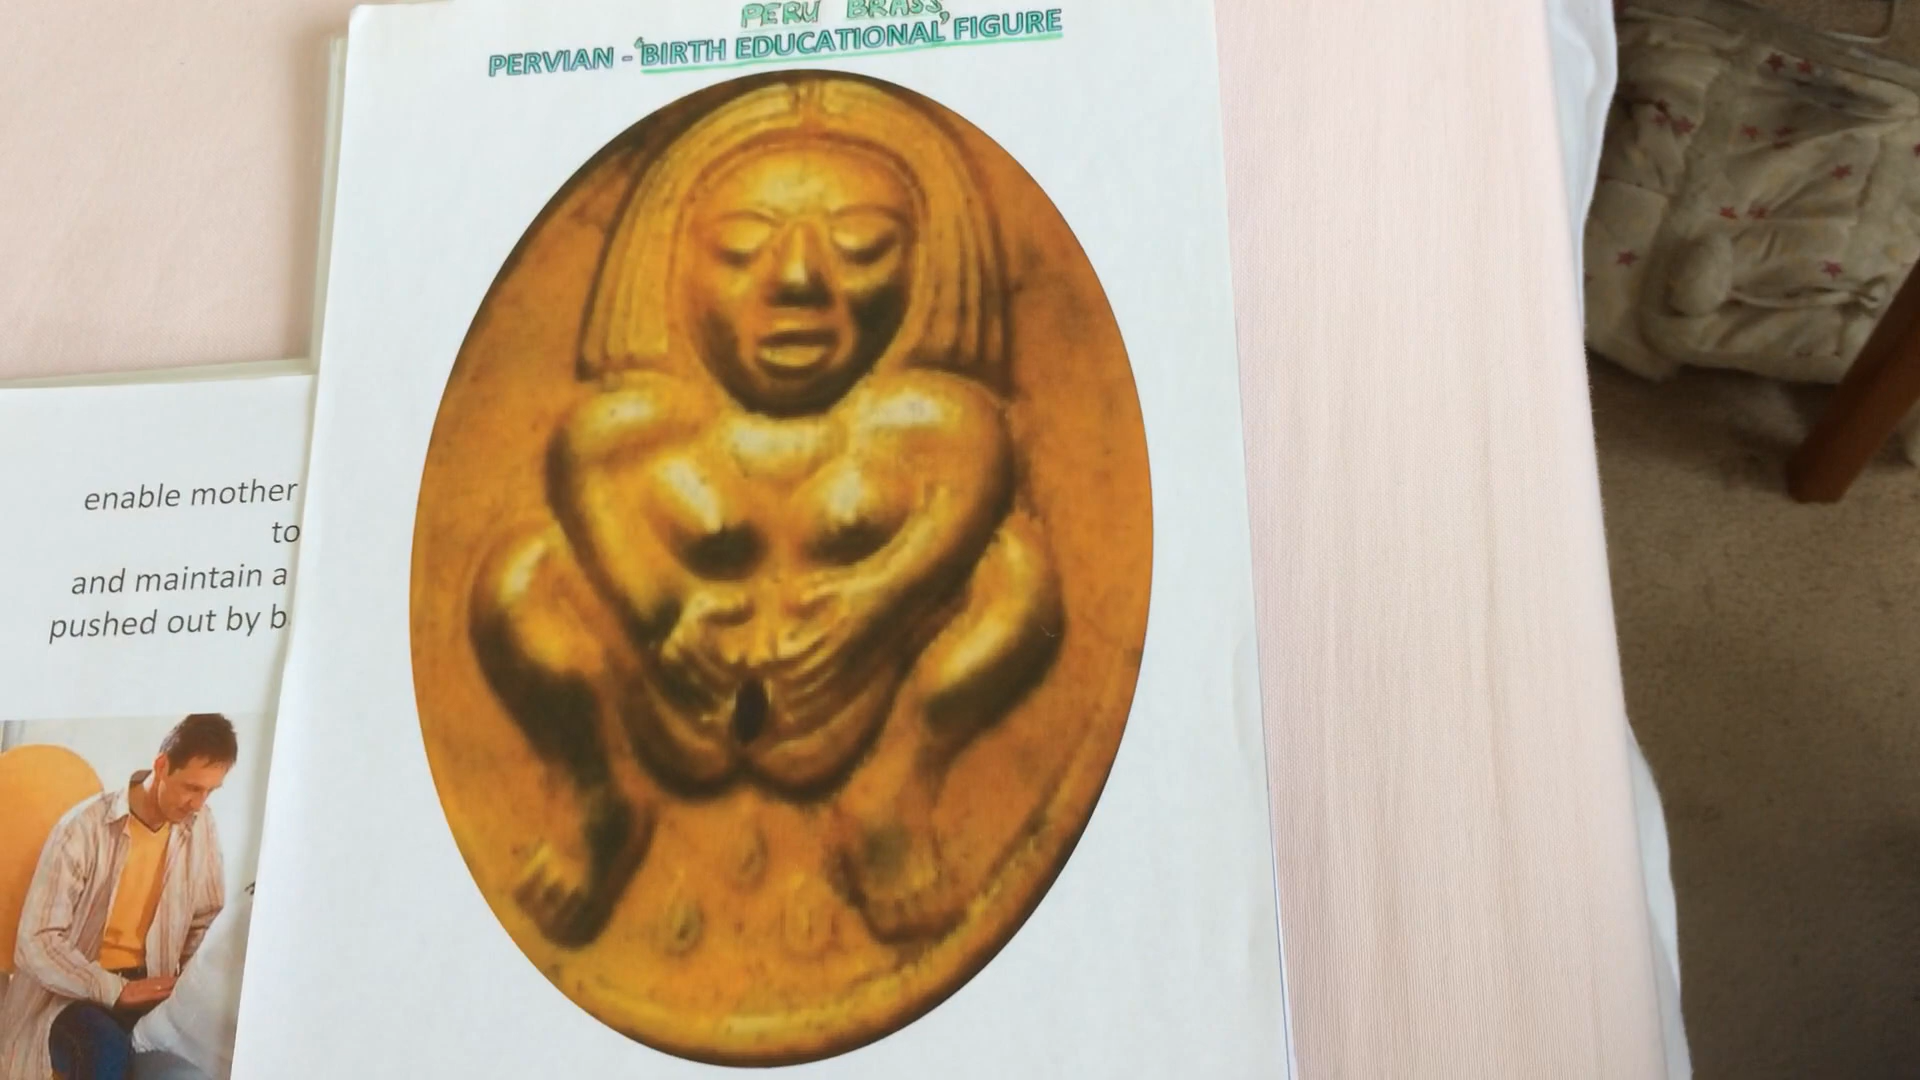 PERU BRASS
PERVIAN - 'BIRTH EDUCATIONAL' FIGURE
enable mother
to
and maintain a
pushed out by b